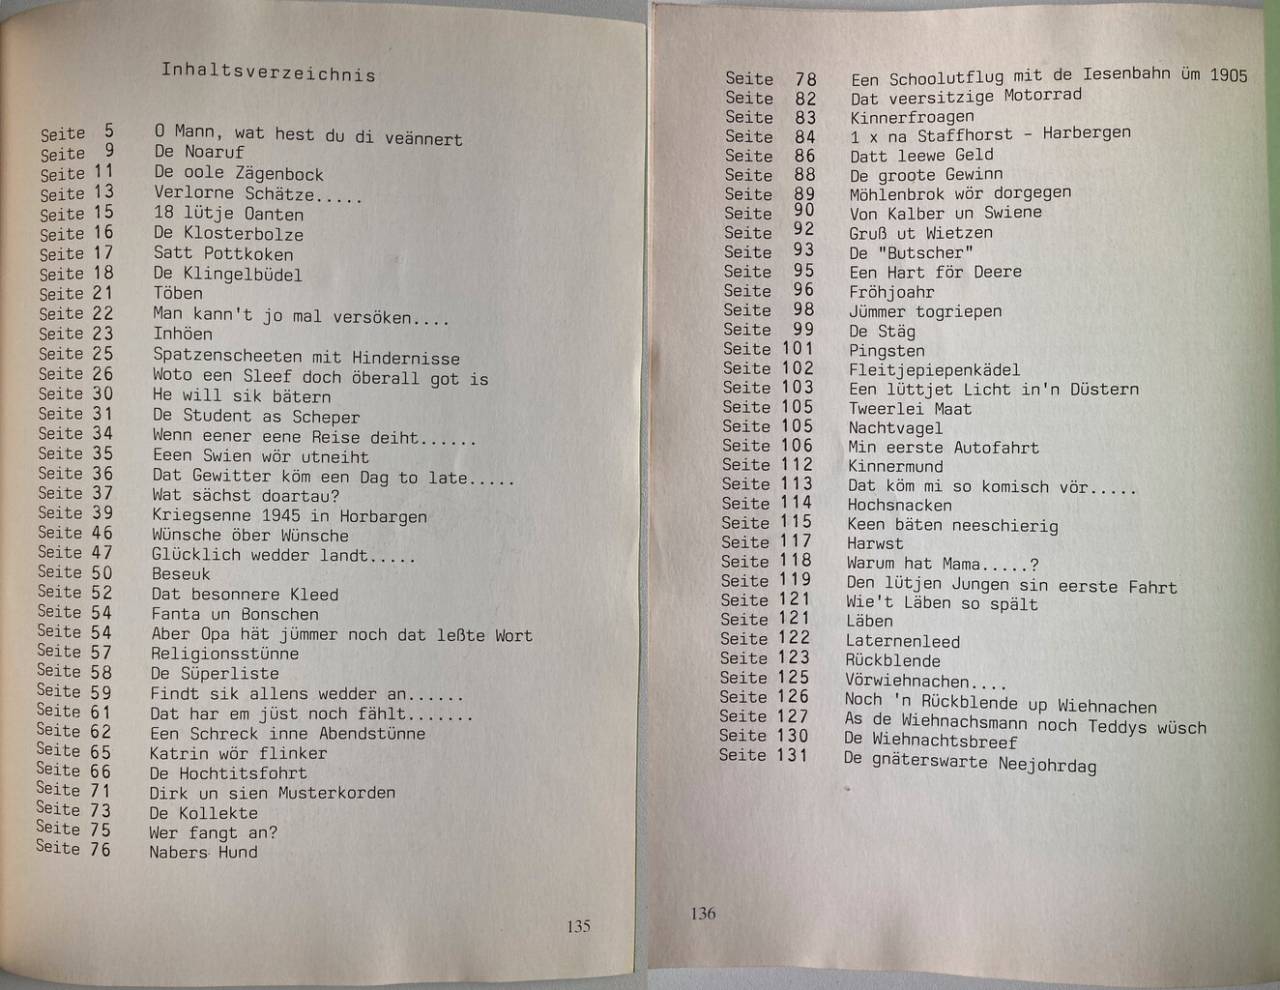 Inhaltsverzeichnis
Seite 5 O Mann, wat hest du di veännert
Seite 9 De Noaruf
Seite 11 De oole Zägenbock
Seite 13 Verlorne Schätze.....
Seite 15 18 lütje Oanten
Seite 16 De Klosterbolze
Seite 17 Satt Pottkoken
Seite 18 De Klingelbüdel
Seite 21 Töben
Seite 22 Man kann't jo mal versöken....
Seite 23 Inhöen
Seite 25 Spatzenscheeten mit Hindernisse
Seite 26 Woto een Sleef doch öberall got is
Seite 30 He will sik bätern
Seite 31 De Student as Scheper
Seite 34 Wenn eener eene Reise deiht......
Seite 35 Eeen Swien wör utneiht
Seite 36 Dat Gewitter köm een Dag to late.....
Seite 37 Wat sächst doartau?
Seite 39 Kriegsenne 1945 in Horbargen
Seite 46 Wünsche öber Wünsche
Seite 47 Glücklich wedder landt.....
Seite 50 Beseuk
Seite 52 Dat besonnere Kleed
Seite 54 Fanta un Bonschen
Seite 54 Aber Opa hät jümmer noch dat leßte Wort
Seite 57 Religionsstünne
Seite 58 De Süperliste
Seite 59 Findt sik allens wedder an......
Seite 61 Dat har em jüst noch fählt.......
Seite 62 Een Schreck inne Abendstünne
Seite 65 Katrin wör flinker
Seite 66 De Hochtitsfohrt
Seite 71 Dirk un sien Musterkorden
Seite 73 De Kollekte
Seite 75 Wer fangt an?
Seite 76 Nabers Hund
135
Seite 78 Een Schoolutflug mit de Iesenbahn üm 1905
Seite 82 Dat veersitzige Motorrad
Seite 83 Kinnerfroagen
Seite 84 1 x na Staffhorst - Harbergen
Seite 86 Datt leewe Geld
Seite 88 De groote Gewinn
Seite 89 Möhlenbrok wör dorgegen
Seite 90 Von Kalber un Swiene
Seite 92 Gruß ut Wietzen
Seite 93 De "Butscher"
Seite 95 Een Hart för Deere
Seite 96 Fröhjoahr
Seite 98 Jümmer togriepen
Seite 99 De Stäg
Seite 101 Pingsten
Seite 102 Fleitjepiepenkädel
Seite 103 Een lüttjet Licht in'n Düstern
Seite 105 Tweerlei Maat
Seite 105 Nachtvagel
Seite 106 Min eerste Autofahrt
Seite 112 Kinnermund
Seite 113 Dat köm mi so komisch vör.....
Seite 114 Hochsnacken
Seite 115 Keen bäten neeschierig
Seite 117 Harwst
Seite 118 Warum hat Mama.....?
Seite 119 Den lütjen Jungen sin eerste Fahrt
Seite 121 Wie't Läben so spält
Seite 121 Läben
Seite 122 Laternenleed
Seite 123 Rückblende
Seite 125 Vörwiehnachen....
Seite 126 Noch 'n Rückblende up Wiehnachen
Seite 127 As de Wiehnachsmann noch Teddys wüsch
Seite 130 De Wiehnachtsbreef
Seite 131 De gnäterswarte Neejohrdag
136